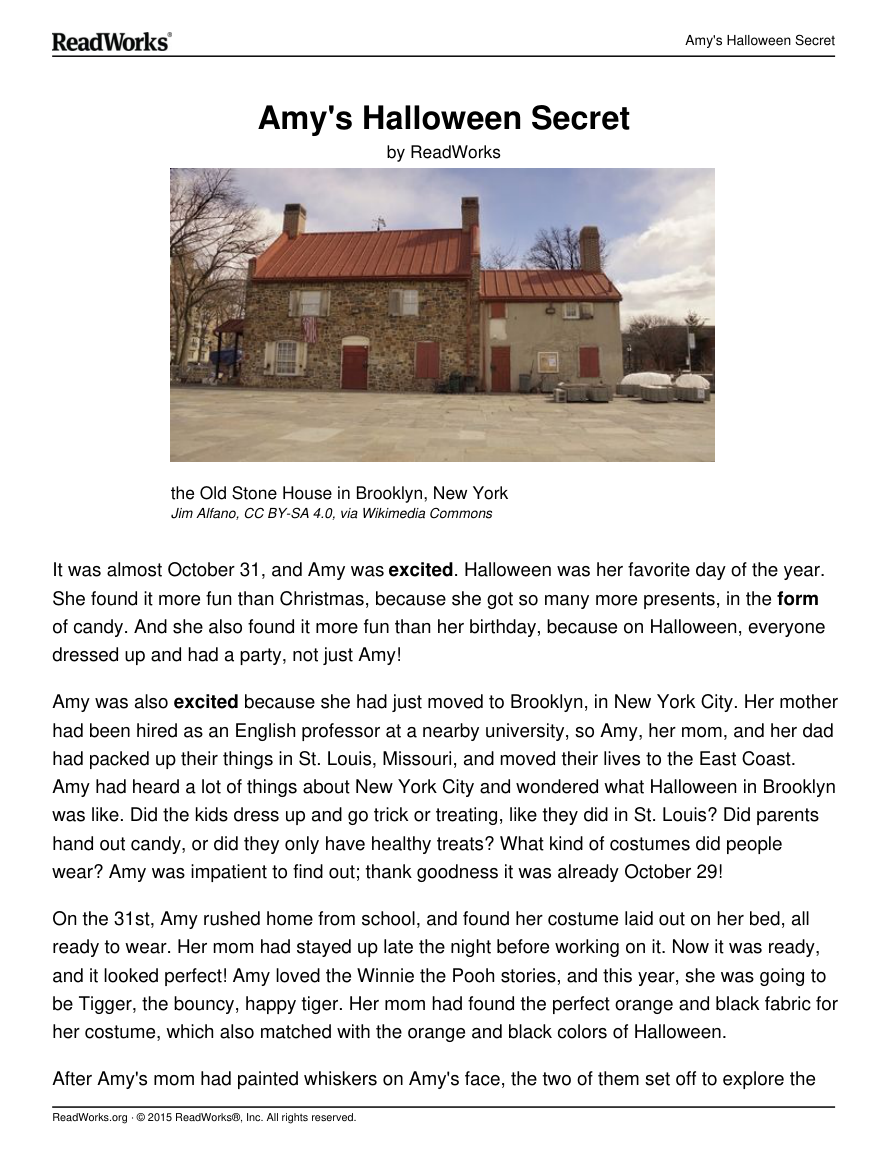 ReadWorks®
Amy's Halloween Secret
Amy's Halloween Secret
by ReadWorks
the Old Stone House in Brooklyn, New York
Jim Alfano, CC BY-SA 4.0, via Wikimedia Commons
It was almost October 31, and Amy was excited. Halloween was her favorite day of the year.
She found it more fun than Christmas, because she got so many more presents, in the form
of candy. And she also found it more fun than her birthday, because on Halloween, everyone
dressed up and had a party, not just Amy!
Amy was also excited because she had just moved to Brooklyn, in New York City. Her mother
had been hired as an English professor at a nearby university, so Amy, her mom, and her dad
had packed up their things in St. Louis, Missouri, and moved their lives to the East Coast.
Amy had heard a lot of things about New York City and wondered what Halloween in Brooklyn
was like. Did the kids dress up and go trick or treating, like they did in St. Louis? Did parents
hand out candy, or did they only have healthy treats? What kind of costumes did people
wear? Amy was impatient to find out; thank goodness it was already October 29!
On the 31st, Amy rushed home from school, and found her costume laid out on her bed, all
ready to wear. Her mom had stayed up late the night before working on it. Now it was ready,
and it looked perfect! Amy loved the Winnie the Pooh stories, and this year, she was going to
be Tigger, the bouncy, happy tiger. Her mom had found the perfect orange and black fabric for
her costume, which also matched with the orange and black colors of Halloween.
After Amy's mom had painted whiskers on Amy's face, the two of them set off to explore the
ReadWorks.org · © 2015 ReadWorks®, Inc. All rights reserved.